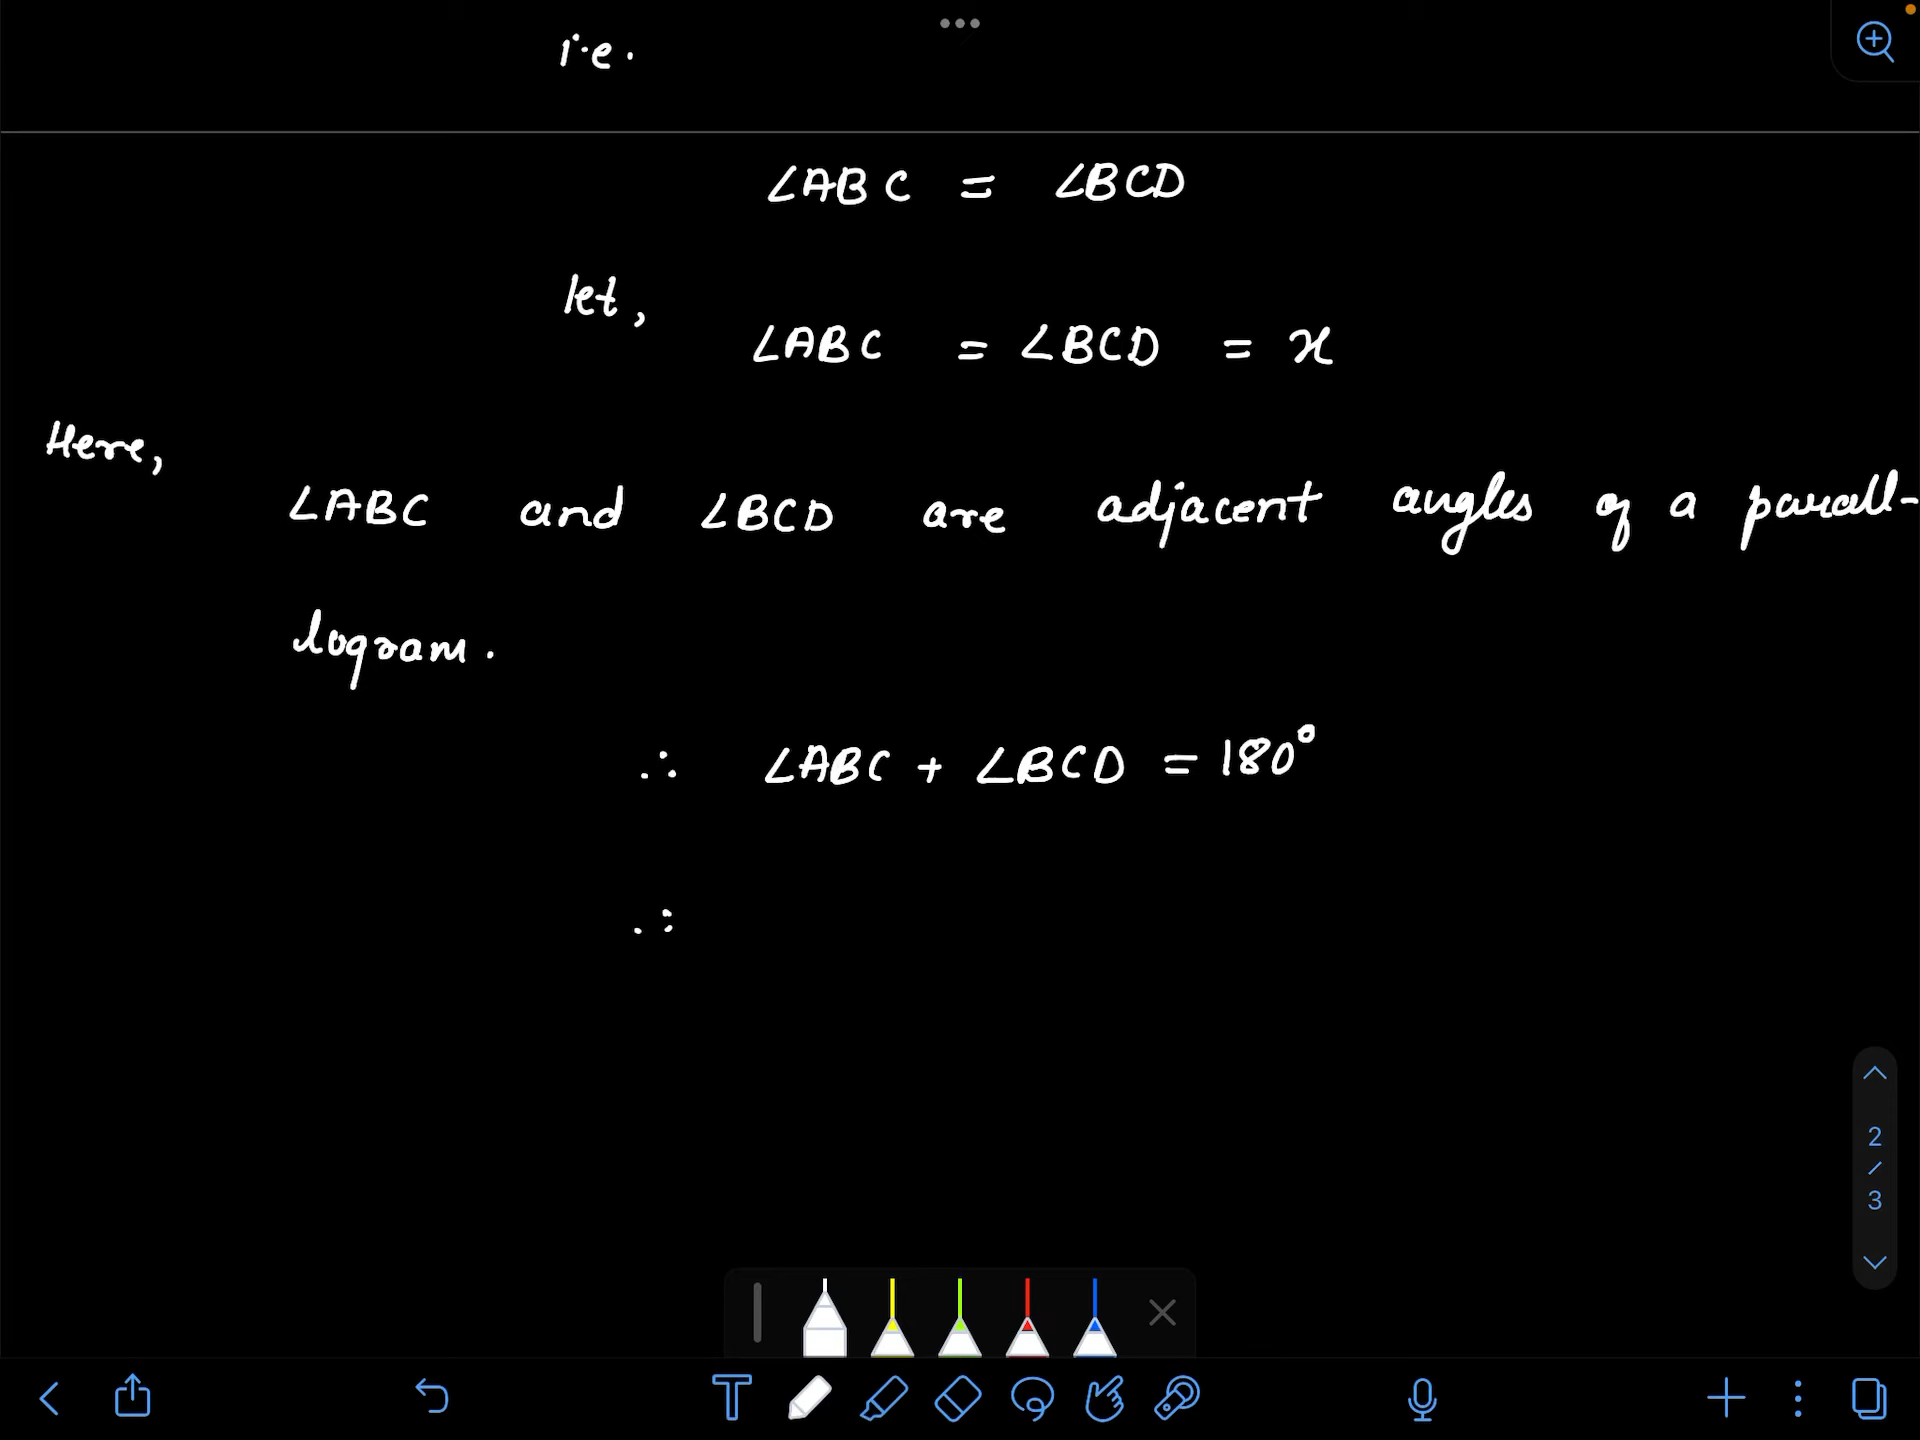 i.e.
∠ABC = ∠BCD
let,
∠ABC = ∠BCD = x
Here,
∠ABC and ∠BCD are adjacent angles of a parall-
logram.
∴ ∠ABC + ∠BCD = 180°
∴
2
/
3
T